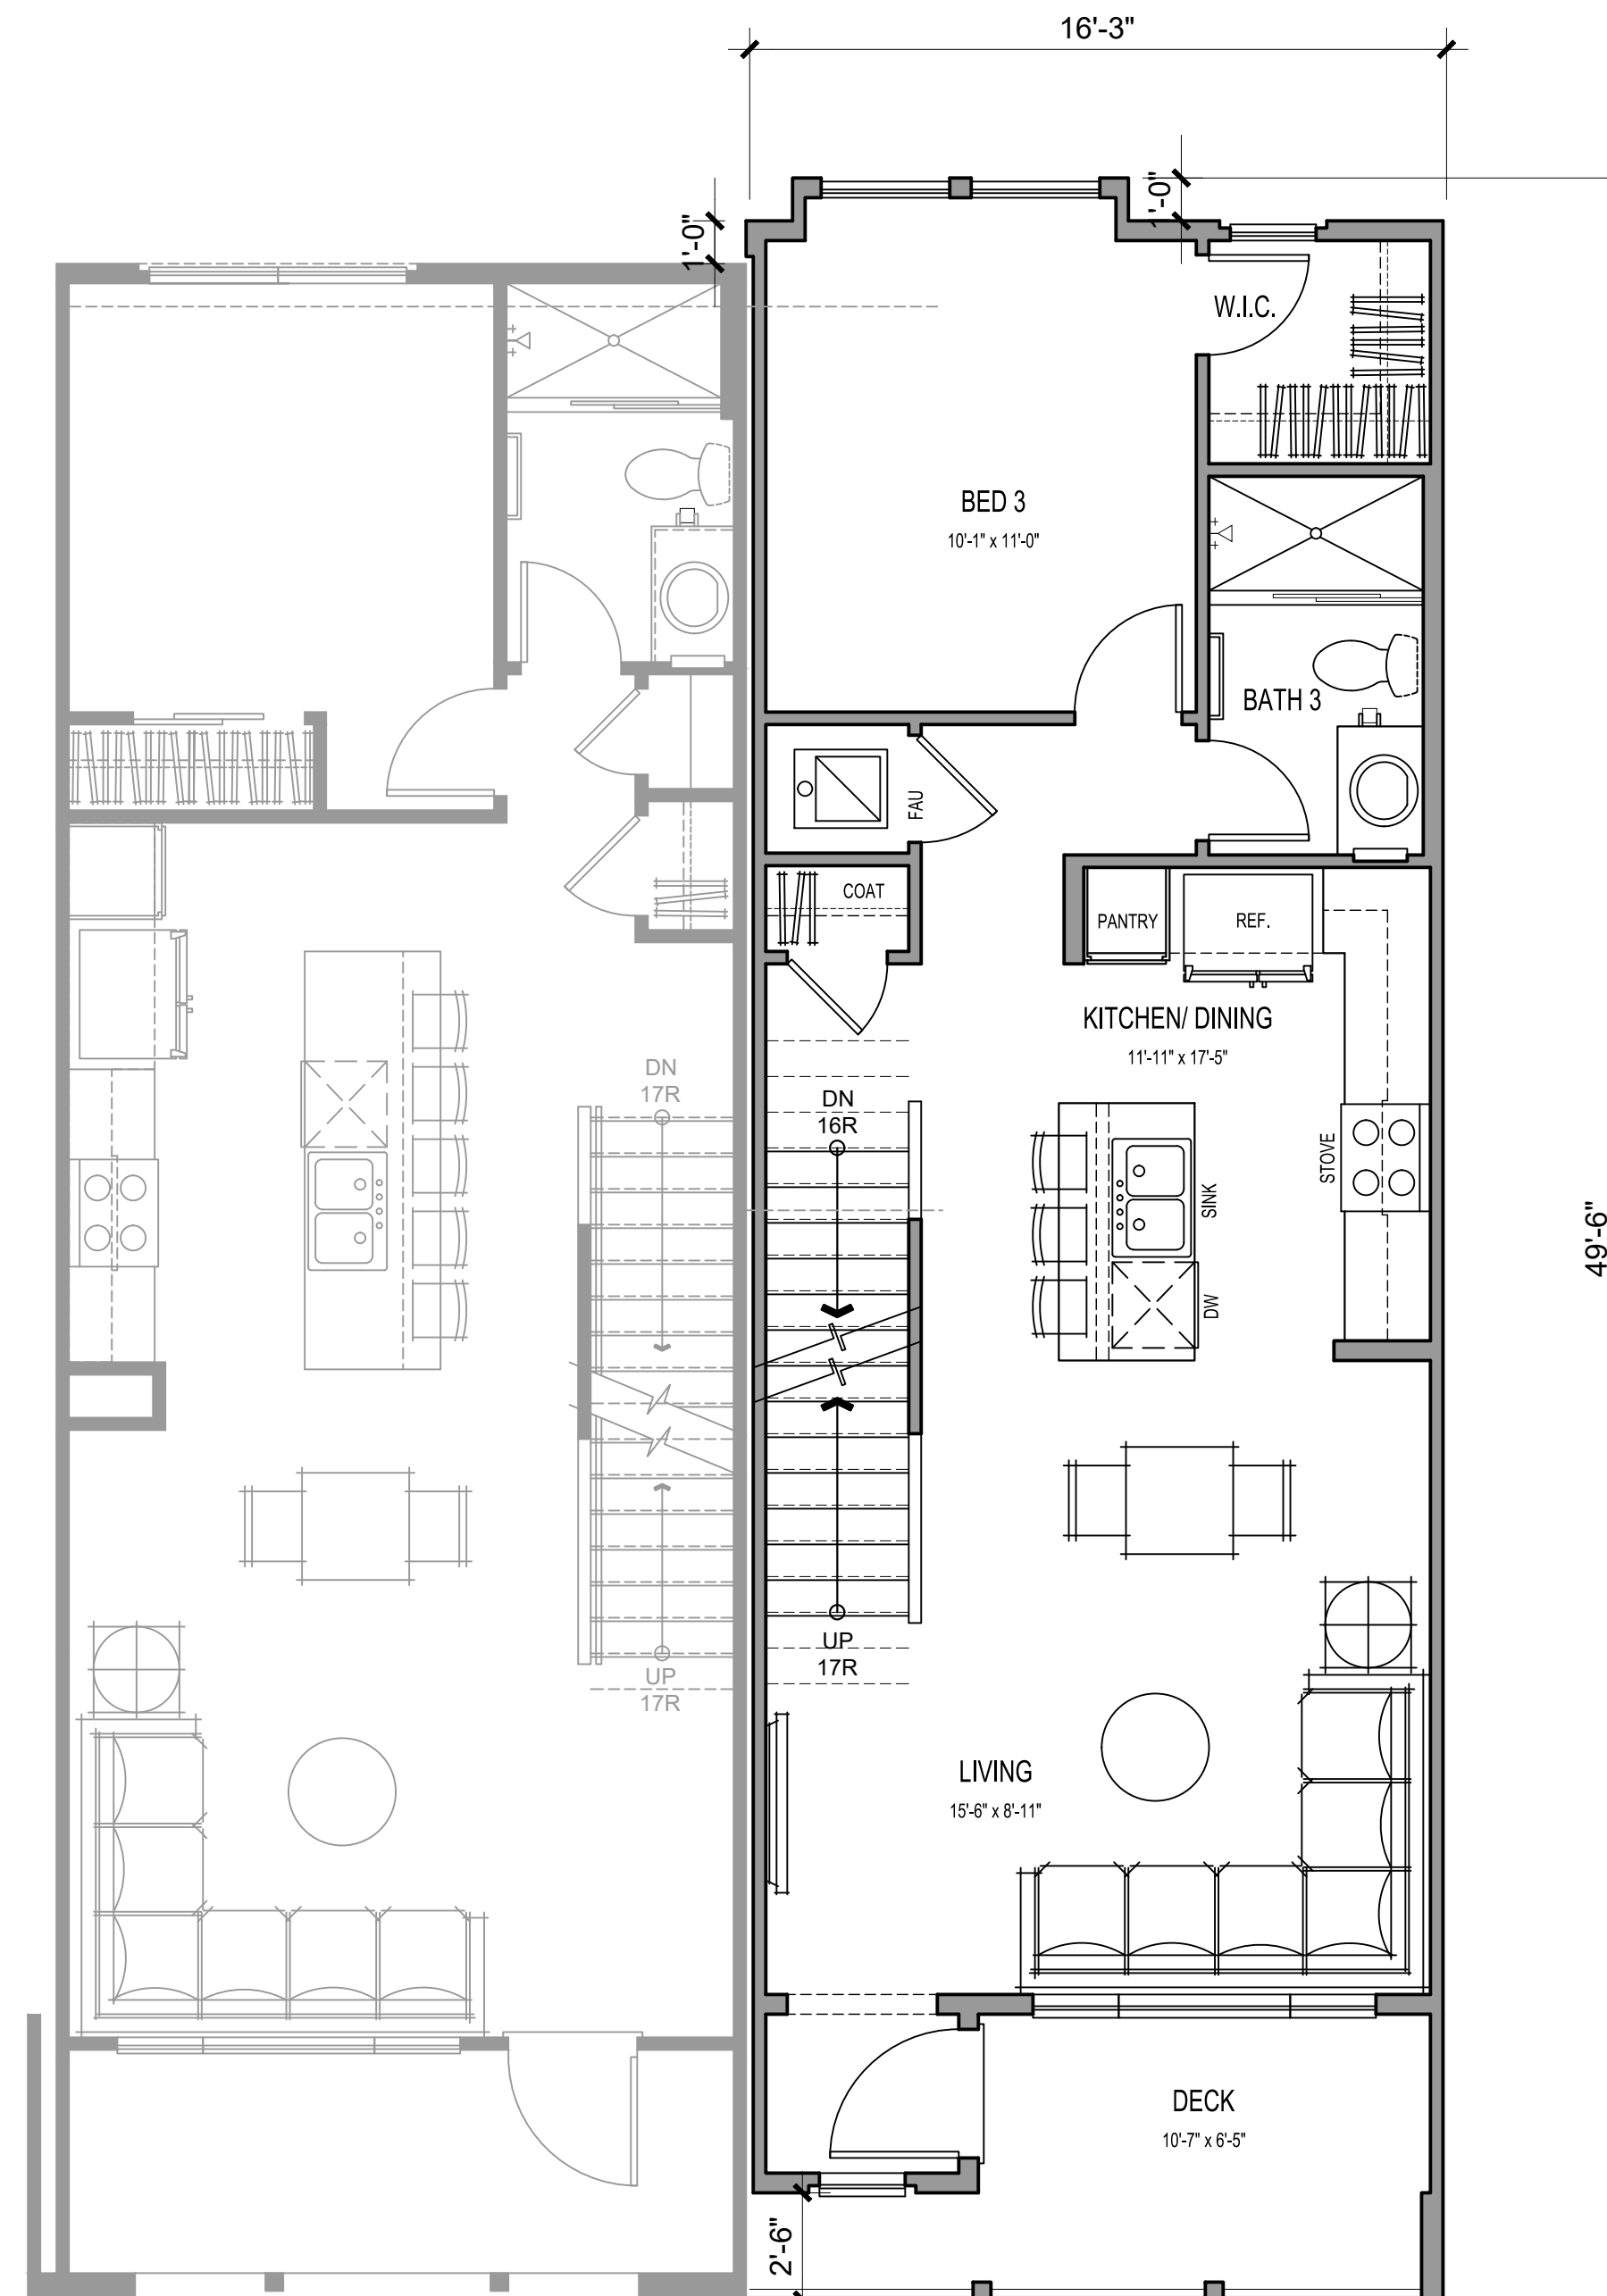 16'-3"
1'-0"
1'-0"
W.I.C.
BED 3
10'-1" x 11'-0"
BATH 3
FAU
COAT
PANTRY
REF.
KITCHEN/ DINING
11'-11" x 17'-5"
DN
17R
DN
16R
STOVE
SINK
49'-6"
DW
UP
17R
UP
17R
LIVING
15'-6" x 8'-11"
DECK
10'-7" x 6'-5"
2'-6"